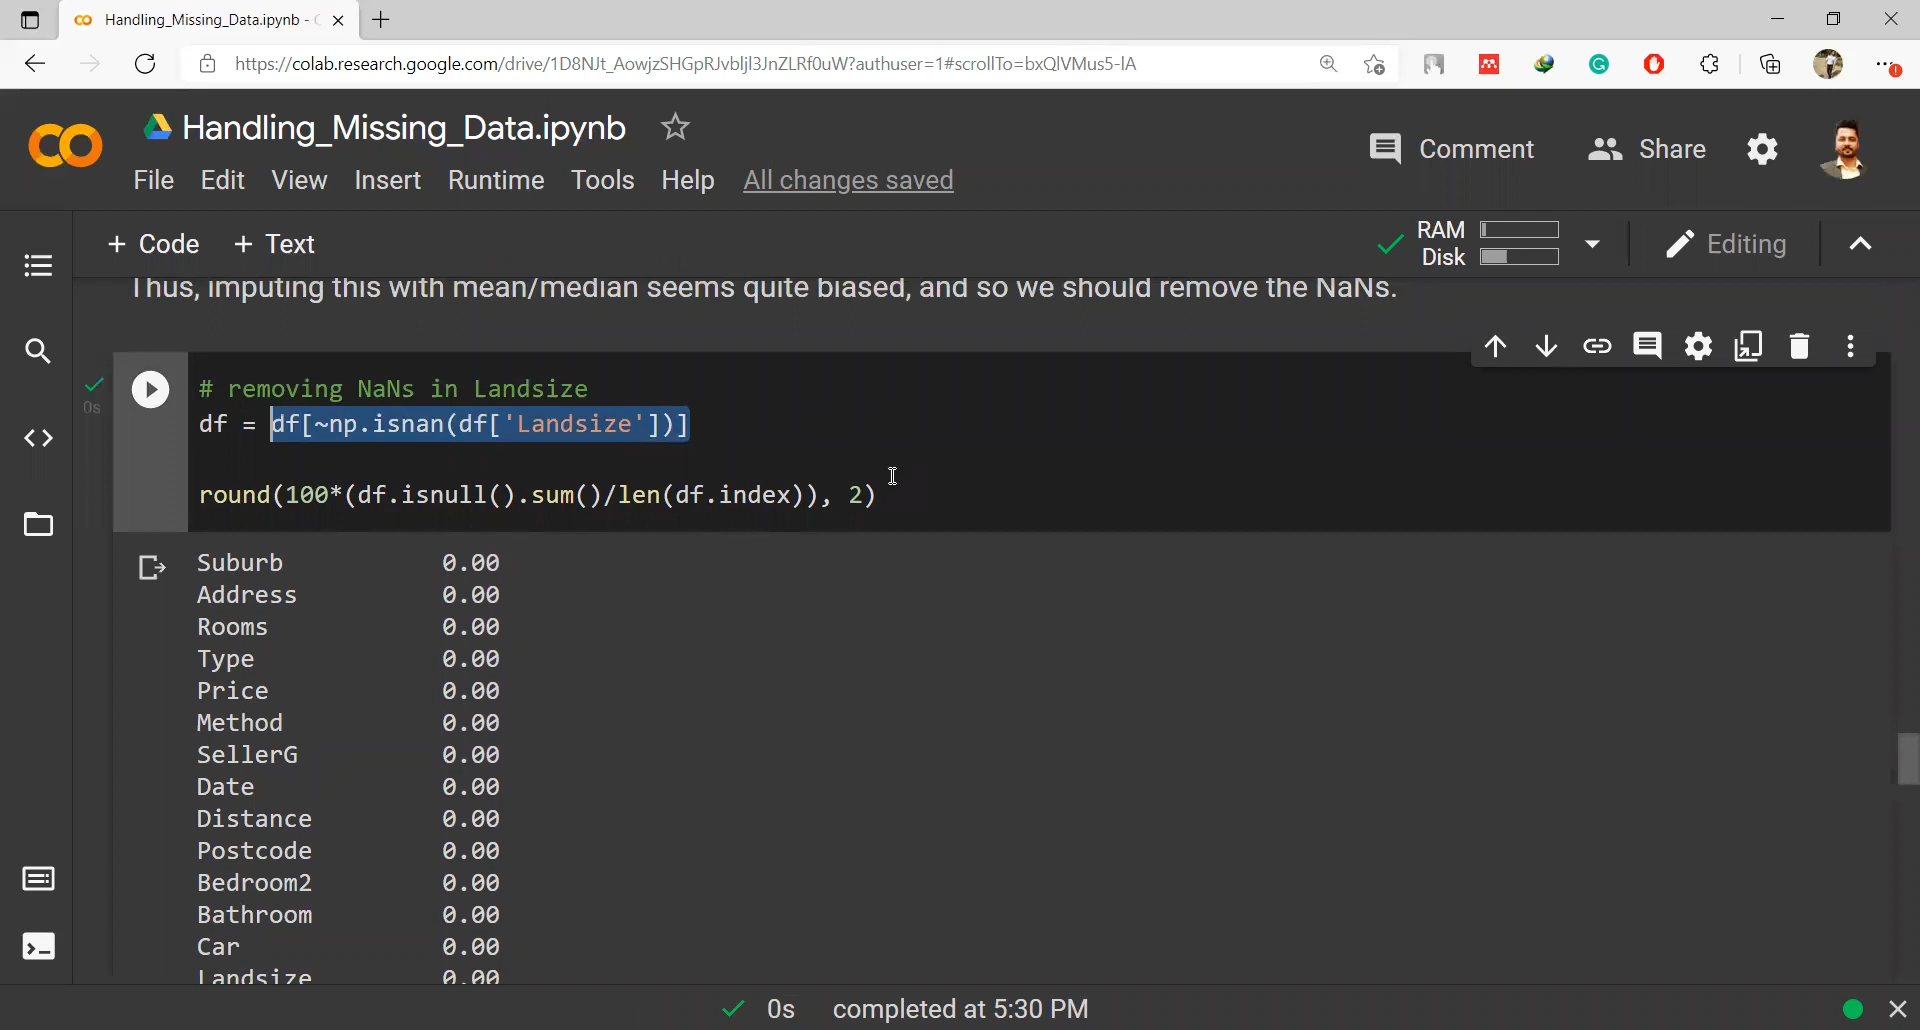 Handling_Missing_Data.ipynb - C
https://colab.research.google.com/drive/1D8NJt_AowjzSHGpRJvbljl3JnZLRf0uW?authuser=1#scrollTo=bxQlVMus5-lA
Handling_Missing_Data.ipynb
Comment
Share
File Edit View Insert Runtime Tools Help All changes saved
+ Code + Text
RAM
Disk
Editing
Thus, imputing this with mean/median seems quite biased, and so we should remove the NaNs.
0s
# removing NaNs in Landsize
df = df[~np.isnan(df['Landsize'])]
round(100*(df.isnull().sum()/len(df.index)), 2)
Suburb 0.00
Address 0.00
Rooms 0.00
Type 0.00
Price 0.00
Method 0.00
SellerG 0.00
Date 0.00
Distance 0.00
Postcode 0.00
Bedroom2 0.00
Bathroom 0.00
Car 0.00
Landsize 0.00
0s completed at 5:30 PM